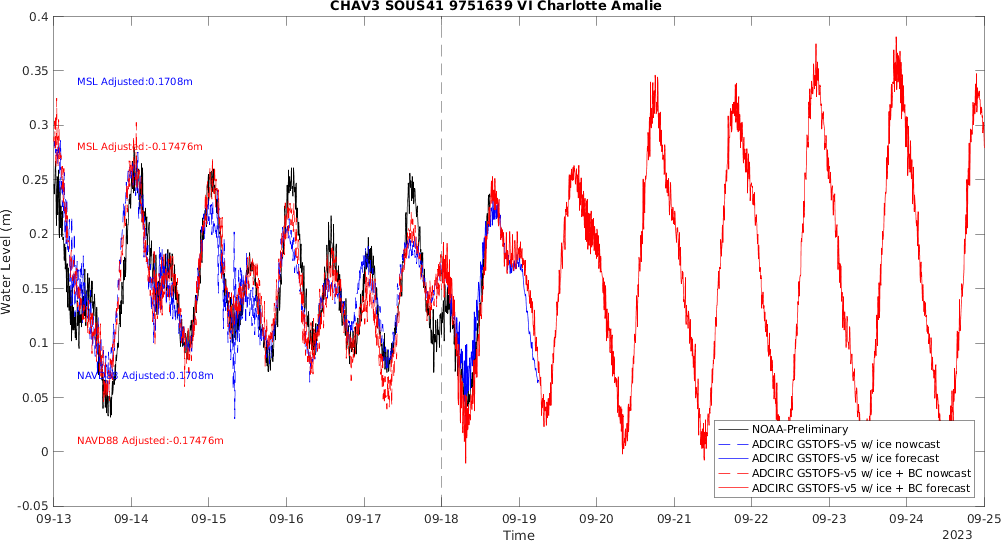 CHAV3 SOUS41 9751639 VI Charlotte Amalie
0.4
0.35
0.3
0.25
0.2
0.15
0.1
0.05
0
-0.05
Water Level (m)
MSL Adjusted:0.1708m
MSL Adjusted:-0.17476m
NAVD88 Adjusted:0.1708m
NAVD88 Adjusted:-0.17476m
NOAA-Preliminary
ADCIRC GSTOFS-v5 w/ ice nowcast
ADCIRC GSTOFS-v5 w/ ice forecast
ADCIRC GSTOFS-v5 w/ ice + BC nowcast
ADCIRC GSTOFS-v5 w/ ice + BC forecast
09-13 09-14 09-15 09-16 09-17 09-18 09-19 09-20 09-21 09-22 09-23 09-24 09-25
Time
2023